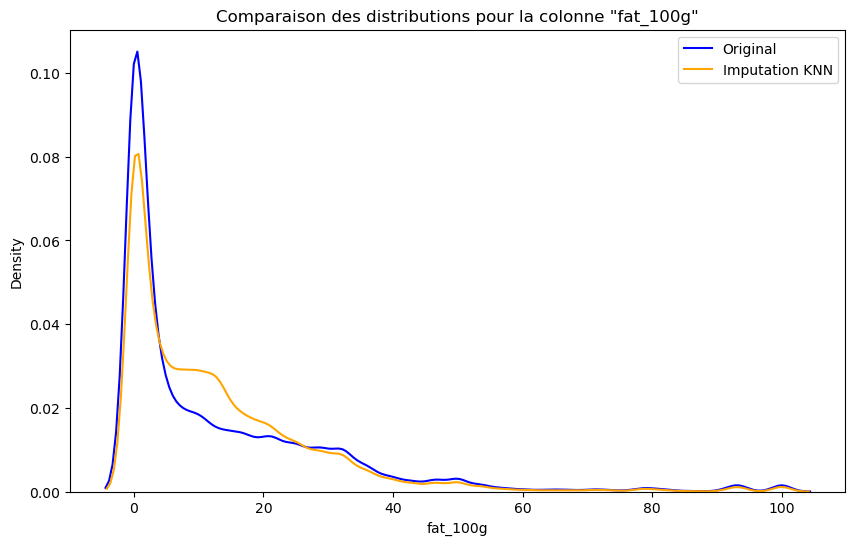 Comparaison des distributions pour la colonne "fat_100g"
Original
Imputation KNN
Density
0.10
0.08
0.06
0.04
0.02
0.00
0 20 40 60 80 100
fat_100g